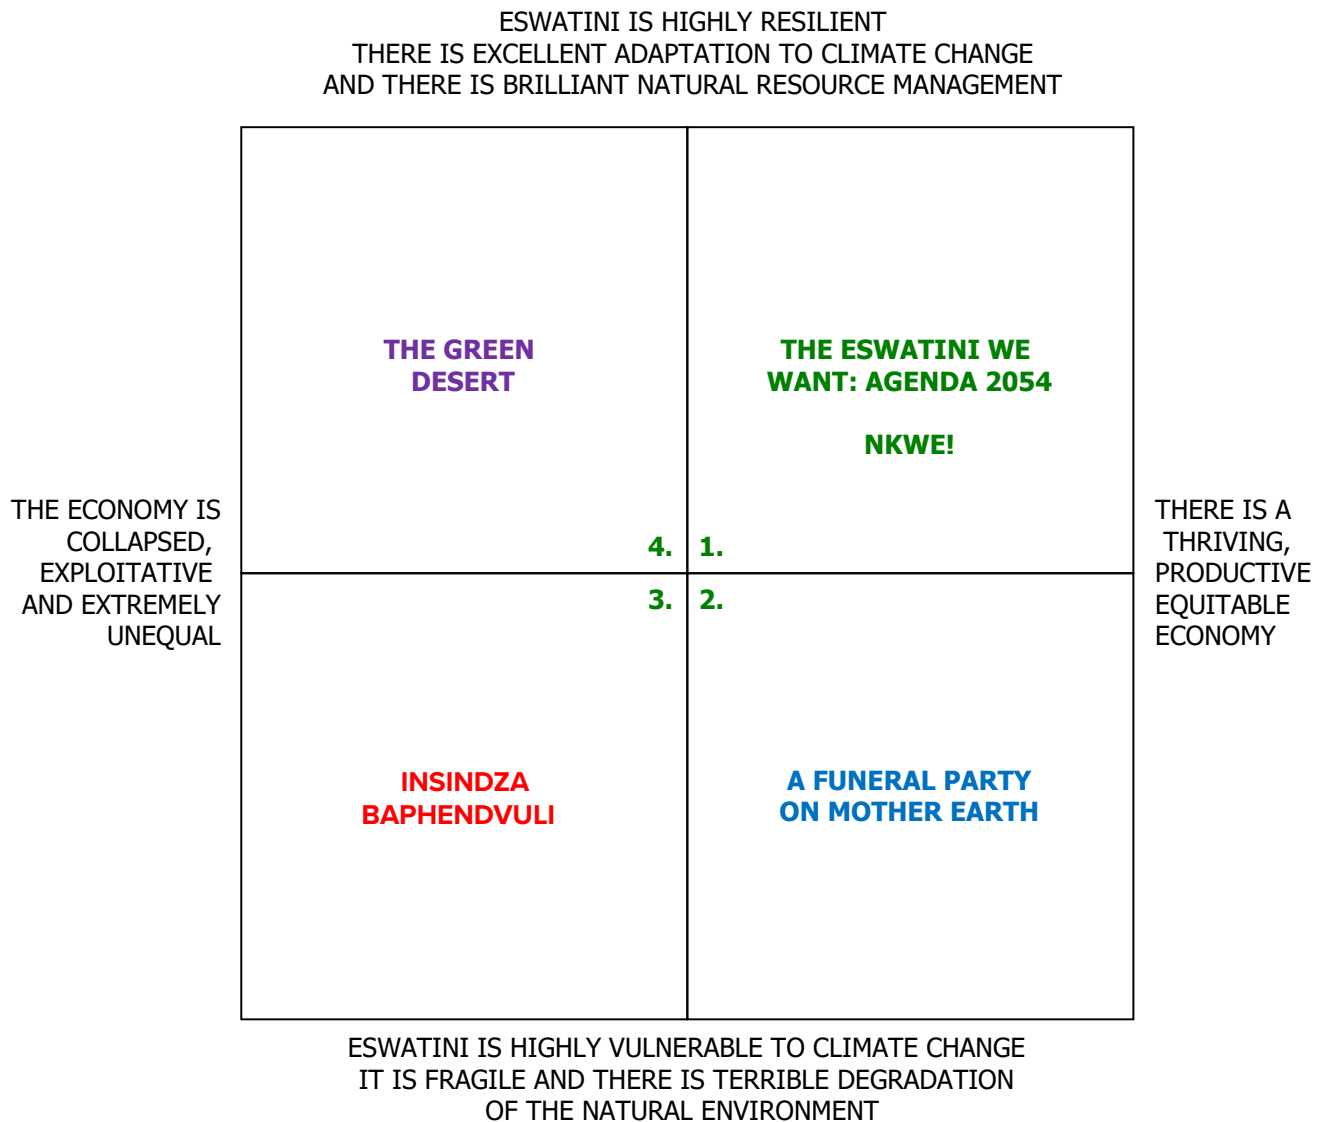 ESWATINI IS HIGHLY RESILIENT
THERE IS EXCELLENT ADAPTATION TO CLIMATE CHANGE
AND THERE IS BRILLIANT NATURAL RESOURCE MANAGEMENT
THE GREEN
DESERT
THE ESWATINI WE
WANT: AGENDA 2054
NKWE!
THE ECONOMY IS
COLLAPSED,
EXPLOITATIVE
AND EXTREMELY
UNEQUAL
4.
1.
3.
2.
THERE IS A
THRIVING,
PRODUCTIVE
EQUITABLE
ECONOMY
INSINDZA
BAPHENDVULI
A FUNERAL PARTY
ON MOTHER EARTH
ESWATINI IS HIGHLY VULNERABLE TO CLIMATE CHANGE
IT IS FRAGILE AND THERE IS TERRIBLE DEGRADATION
OF THE NATURAL ENVIRONMENT